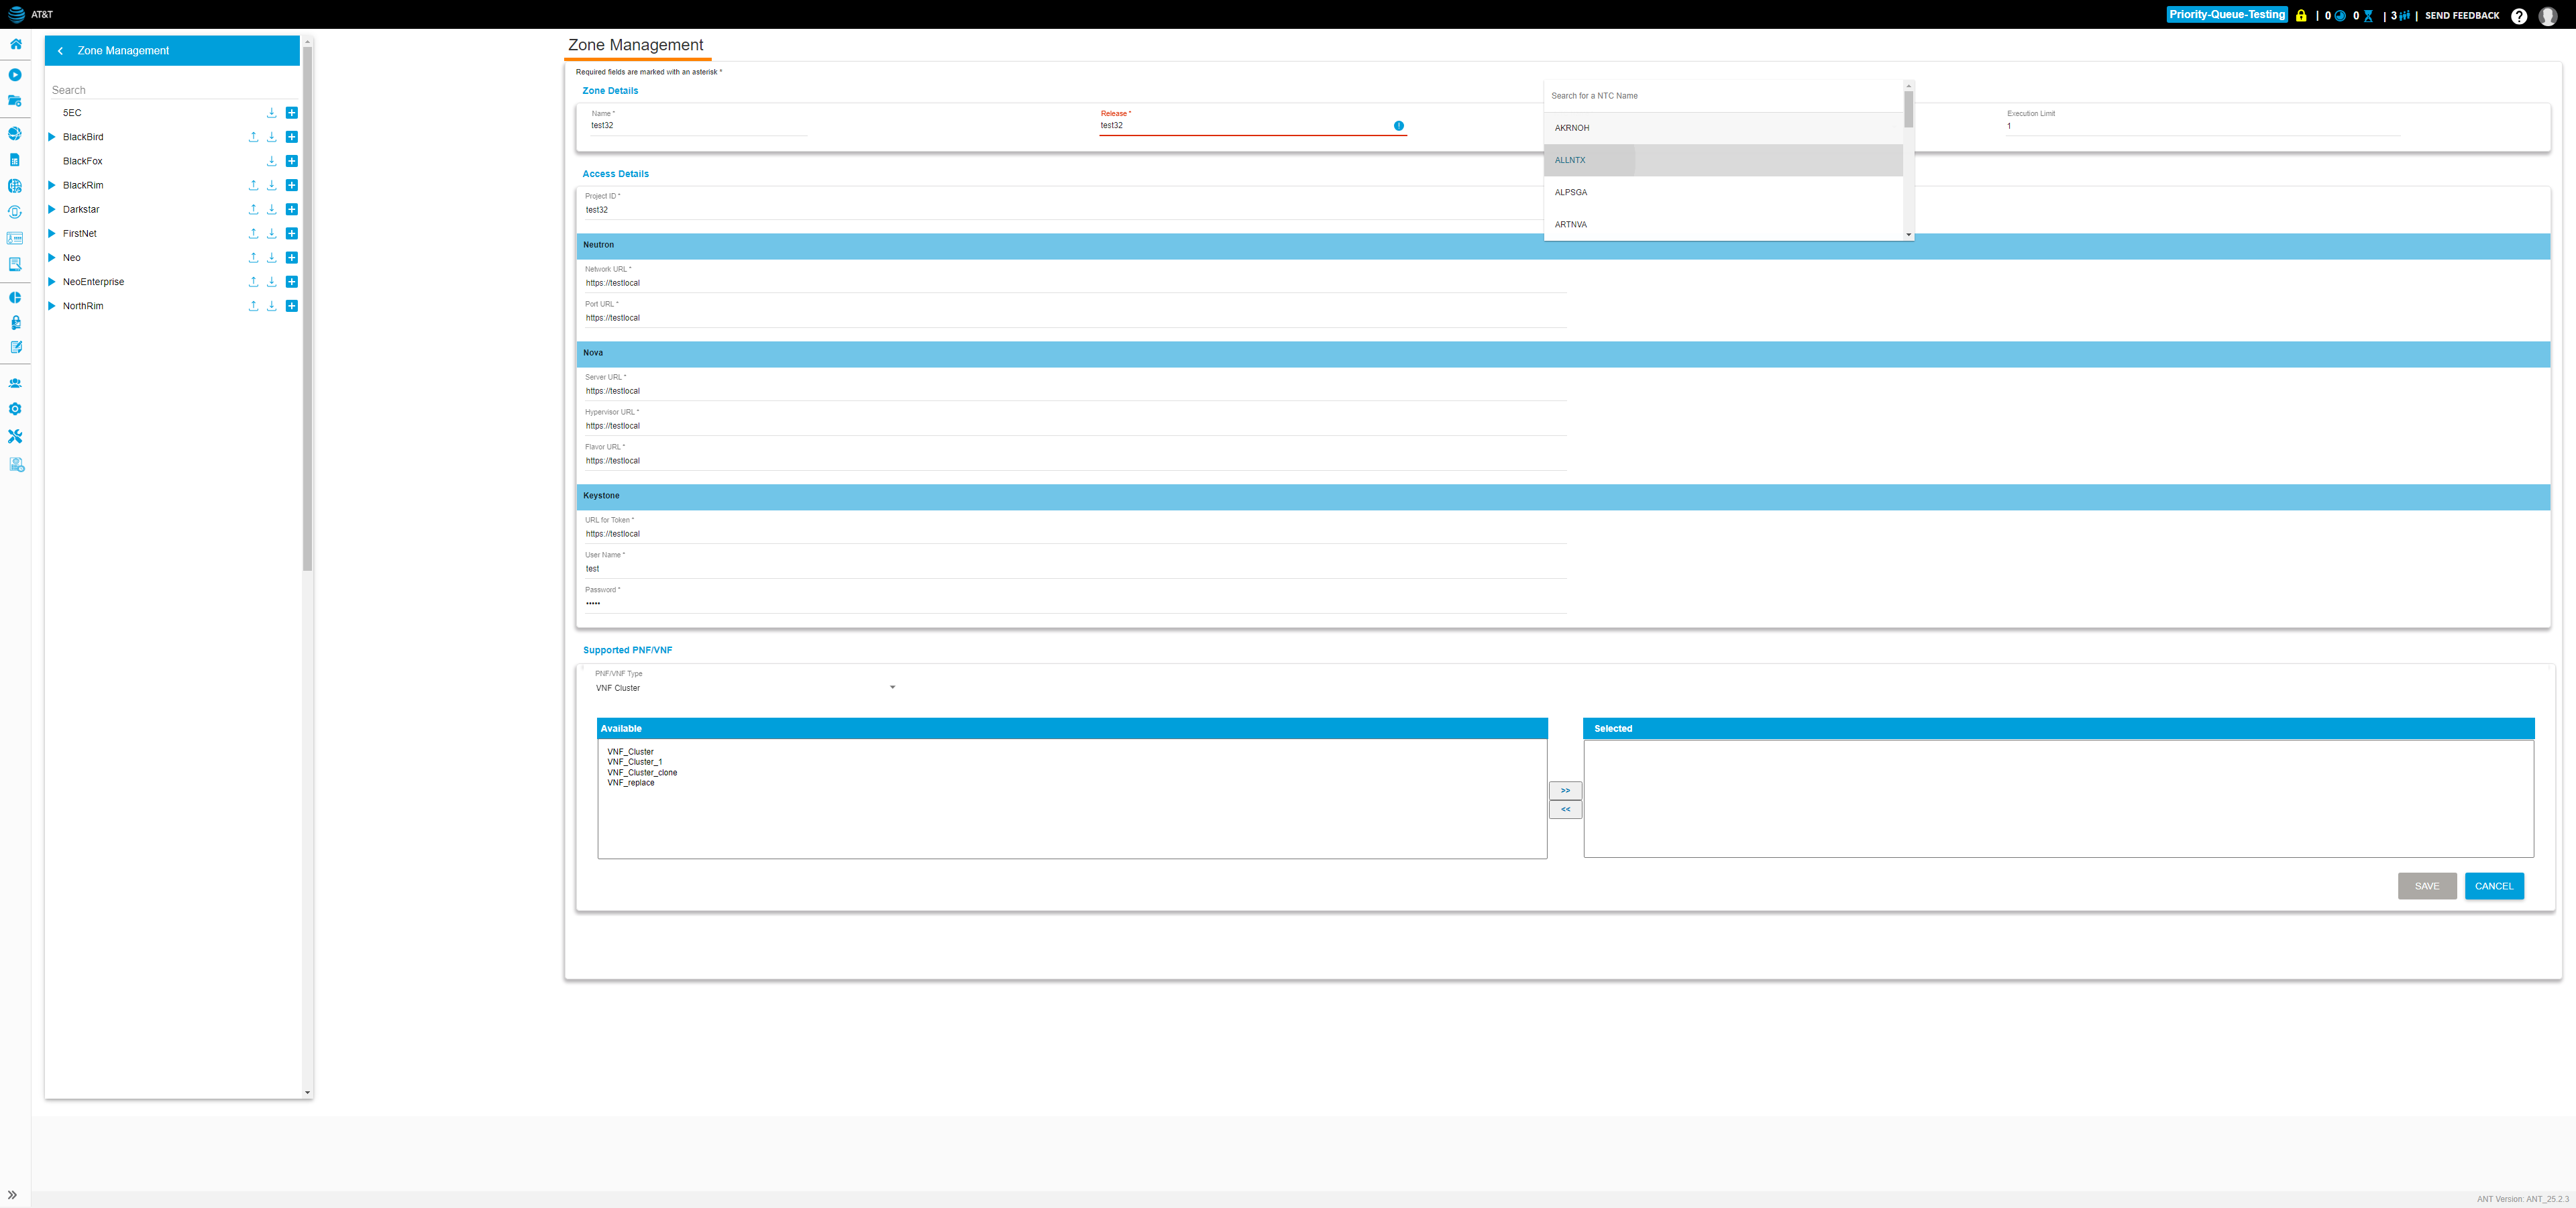 AT&T
Priority-Queue-Testing | 0 0 | 3 | SEND FEEDBACK ?
Zone Management
Search
5EC
BlackBird
BlackFox
BlackRim
Darkstar
FirstNet
Neo
NeoEnterprise
NorthRim
Zone Management
Required fields are marked with an asterisk *
Zone Details
Name *
test32
Release *
test32
Search for a NTC Name
AKRNOH
ALLNTX
ALPSGA
ARTNVA
Execution Limit
1
Access Details
Project ID *
test32
Neutron
Network URL *
https://testlocal
Port URL *
https://testlocal
Nova
Server URL *
https://testlocal
Hypervisor URL *
https://testlocal
Flavor URL *
https://testlocal
Keystone
URL for Token *
https://testlocal
User Name *
test
Password *
•••••
Supported PNF/VNF
PNF/VNF Type
VNF Cluster
Available
VNF_Cluster
VNF_Cluster_1
VNF_Cluster_clone
VNF_replace
>>
<<
Selected
SAVE CANCEL
ANT Version: ANT_25.2.3